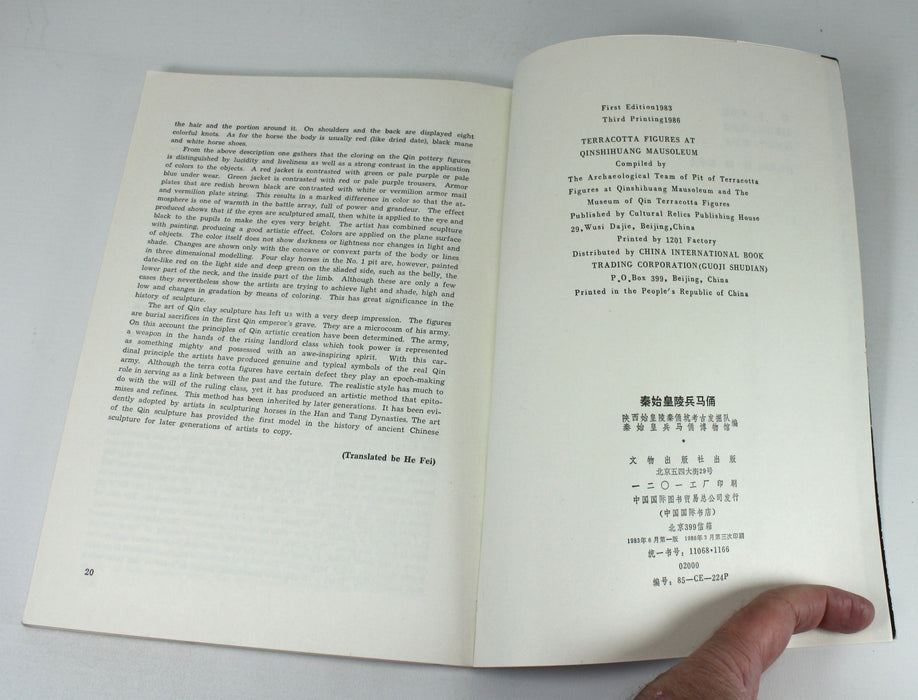 the hair and the portion around it. On shoulders and the back are displayed eight
colorful knots. As for the horse the body is usually red (like dried date), black mane
and white horse shoes.
From the above description one gathers that the cloring on the Qin pottery figures
is distinguished by lucidity and liveliness as well as a strong contrast in the application
of colors to the objects. A red jacket is contrasted with green or pale purple or pale
blue under wear. Green jacket is contrasted with red or pale purple trousers. Armor
plates that are redish brown black are contrasted with white or vermilion armor mail
and vermilion plate string. This results in a marked difference in color so that the at-
mosphere is one of warmth in the battle array, full of power and grandeur. The effect
produced shows that if the eyes are sculptured small, then white is applied to the eye and
black to the pupils to make the eyes very bright. The artist has combined scuplture
with painting, producing a good artistic effect. Colors are applied on the plane surface
of objects. The color itself does not show darkness or lightness nor changes in light and
shade. Changes are shown only with the concave or convext parts of the body or lines
in three dimensional modelling. Four clay horses in the No. 1 pit are, however, painted
date-like red on the light side and deep green on the shaded side, such as the belly, the
lower part of the neck, and the inside part of the limb. Although these are only a few
cases they nevertheless show the artists are trying to achieve light and shade, high and
low and changes in gradation by means of coloring. This has great significance in the
history of sculpture.
The art of Qin clay sculpture has left us with a very deep impression. The figures
are burial sacrifices in the first Qin emperor's grave. They are a microcosm of his army.
On this account the principles of Qin artistic creation have been determined. The army,
a weapon in the hands of the rising landlord class which took power is represented
as something mighty and possessed with an awe-inspiring spirit. With this car-
dinal principle the artists have produced genuine and typical symbols of the real Qin
army. Although the terra cotta figures have certain defect they play an epoch-making
role in serving as a link between the past and the future. The realistic style has much to
do with the will of the ruling class, yet it has produced an artistic method that epito-
mises and refines. This method has been inherited by later generations. It has been evi-
dently adopted by artists in sculpturing horses in the Han and Tang Dynasties. The art
of the Qin sculpture has provided the first model in the history of ancient Chinese
sculpture for later generations of artists to copy.
(Translated be He Fei)
20
First Edition1983
Third Printing1986
TERRACOTTA FIGURES AT
QINSHIHUANG MAUSOLEUM
Compiled by
The Archaeological Team of Pit of Terracotta
Figures at Qinshihuang Mausoleum and The
Museum of Qin Terracotta Figures
Published by Cultural Relics Publishing House
29,Wusi Dajie, Beijing,China
Printed by 1201 Factory
Distributed by CHINA INTERNATIONAL BOOK
TRADING CORPORATION(GUOJI SHUDIAN)
P.O.Box 399, Beijing, China
Printed in the People's Republic of China
秦始皇陵兵马俑
陕西始皇陵秦俑坑考古发掘队
秦始皇兵马俑博物馆编
文物出版社出版
北京五四大街29号
一二〇一工厂印刷
中国国际图书贸易总公司发行
(中国国际书店)
北京399信箱
1983年6月第一版 1986年3月第三次印刷
统一书号：11068·1166
02000
编号：85—CE—224P